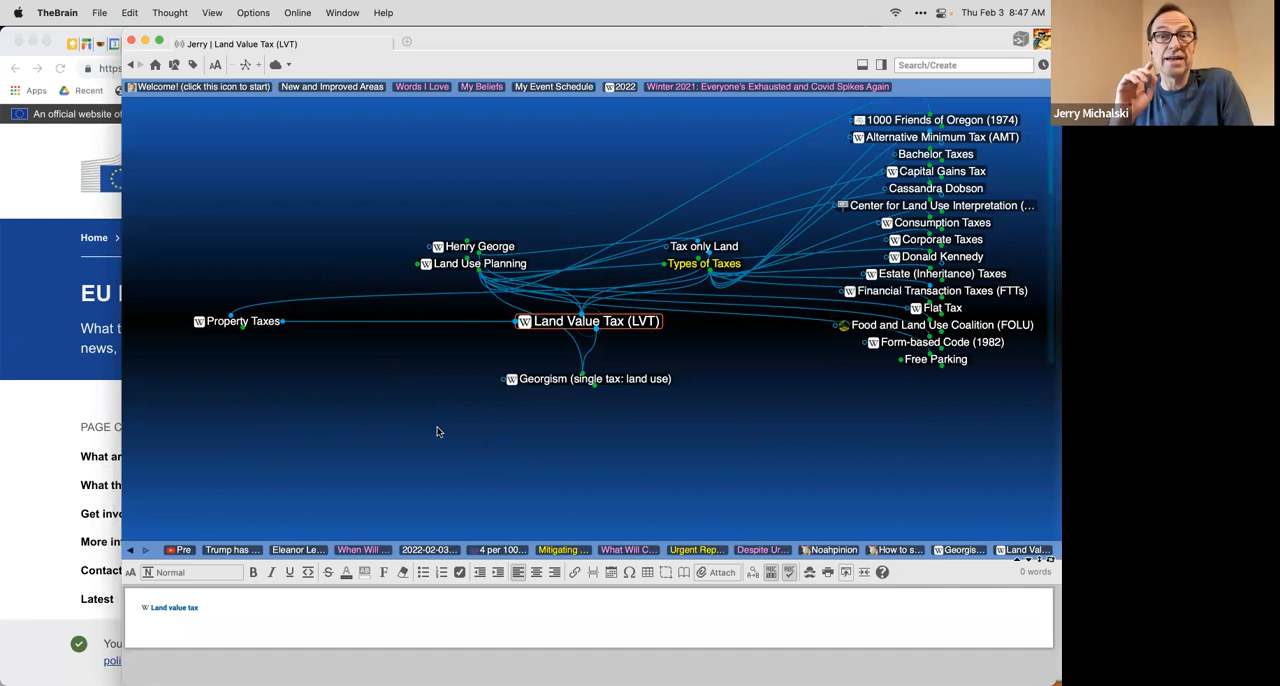 TheBrain File Edit Thought View Options Online Window Help Thu Feb 3 8:47 AM
Jerry | Land Value Tax (LVT)
AA Search/Create
https
Welcome! (click this icon to start) New and Improved Areas Words I Love My Beliefs My Event Schedule W 2022 Winter 2021: Everyone's Exhausted and Covid Spikes Again
Apps Recent
An official website of
Jerry Michalski
1000 Friends of Oregon (1974)
W Alternative Minimum Tax (AMT)
Bachelor Taxes
W Capital Gains Tax
Cassandra Dobson
Center for Land Use Interpretation (...
W Consumption Taxes
W Corporate Taxes
W Donald Kennedy
W Estate (Inheritance) Taxes
W Financial Transaction Taxes (FTTs)
W Flat Tax
Food and Land Use Coalition (FOLU)
W Form-based Code (1982)
Free Parking
W Henry George
W Land Use Planning
Tax only Land
Types of Taxes
W Property Taxes
W Land Value Tax (LVT)
W Georgism (single tax: land use)
Home
EU
What t
news,
PAGE C
What ar
What th
Get invo
More in
Contact
Latest
You
poli
Pre Trump has ... Eleanor Le... When Will ... 2022-02-03... 4 per 100... Mitigating ... What Will C... Urgent Rep... Despite Ur... Noahpinion How to s... W Georgis... W Land Val...
AA N Normal B I U S A F Attach 0 words
W Land value tax